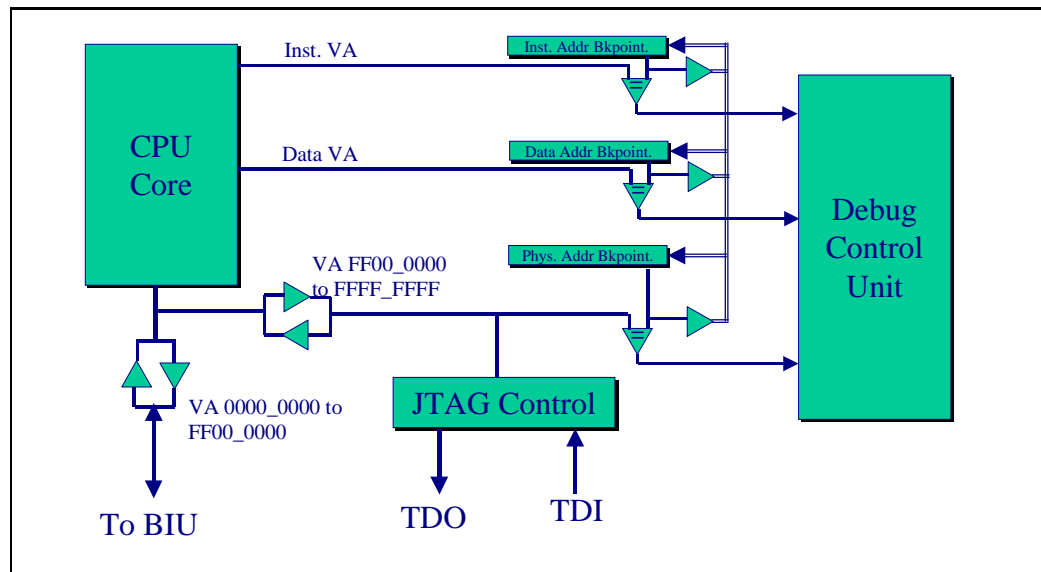 Inst. VA
Inst. Addr Bkpoint.
CPU
Core
Data VA
Data Addr Bkpoint.
Debug
Control
Unit
Phys. Addr Bkpoint.
VA FF00_0000
to FFFF_FFFF
VA 0000_0000 to
FF00_0000
JTAG Control
To BIU
TDO
TDI